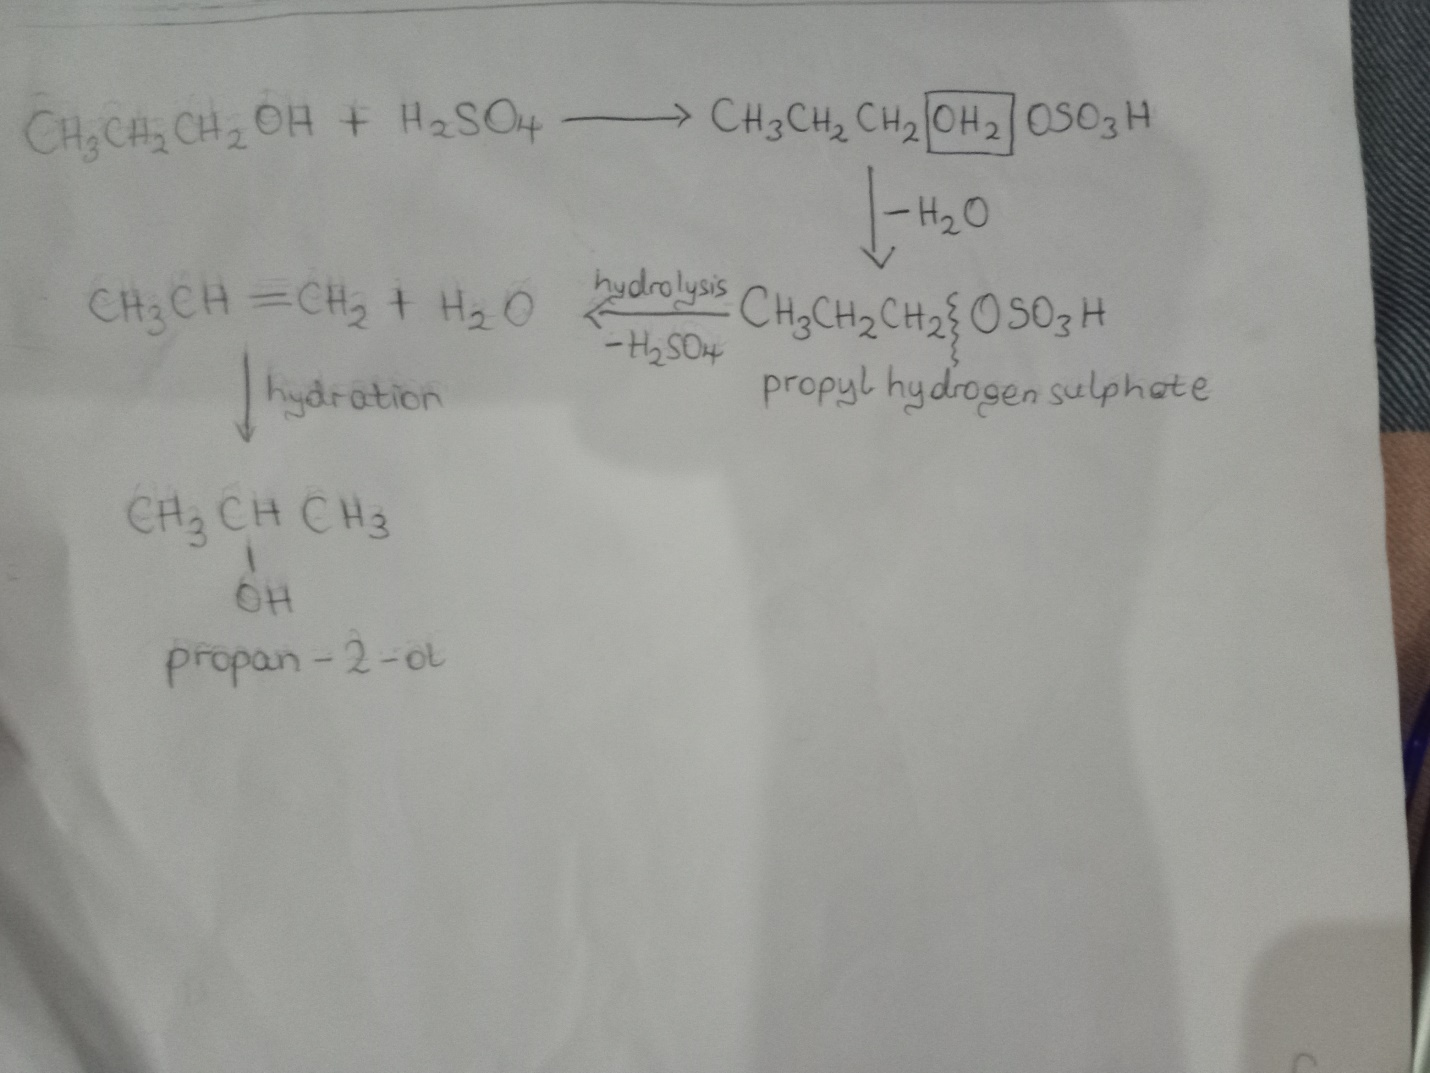 CH₃CH₂CH₂OH + H₂SO₄ ⟶ CH₃CH₂CH₂OH₂ OSO₃H
↓ -H₂O
CH₃CH=CH₂ + H₂O ⟵ hydrolysis -H₂SO₄ CH₃CH₂CH₂ OSO₃H
propyl hydrogen sulphate
↓ hydration
CH₃ CH CH₃
OH
propan-2-ol